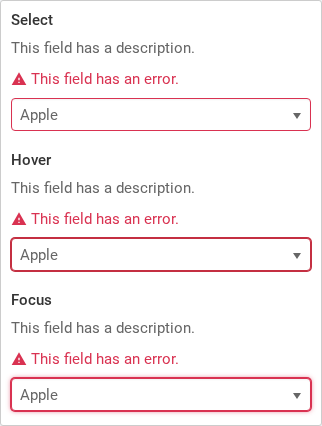 Select
This field has a description.
This field has an error.
Apple
Hover
This field has a description.
This field has an error.
Apple
Focus
This field has a description.
This field has an error.
Apple